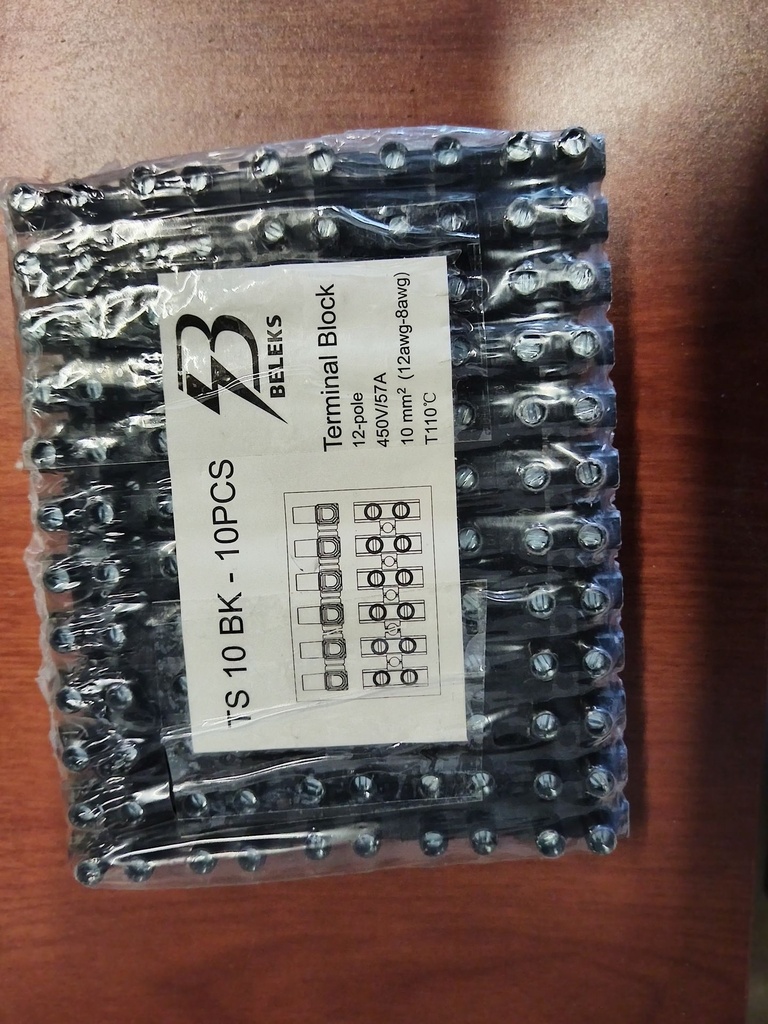 TS 10 BK - 10PCS
BELEKS
Terminal Block
12-pole
450V/57A
10 mm² (12awg-8awg)
T110℃